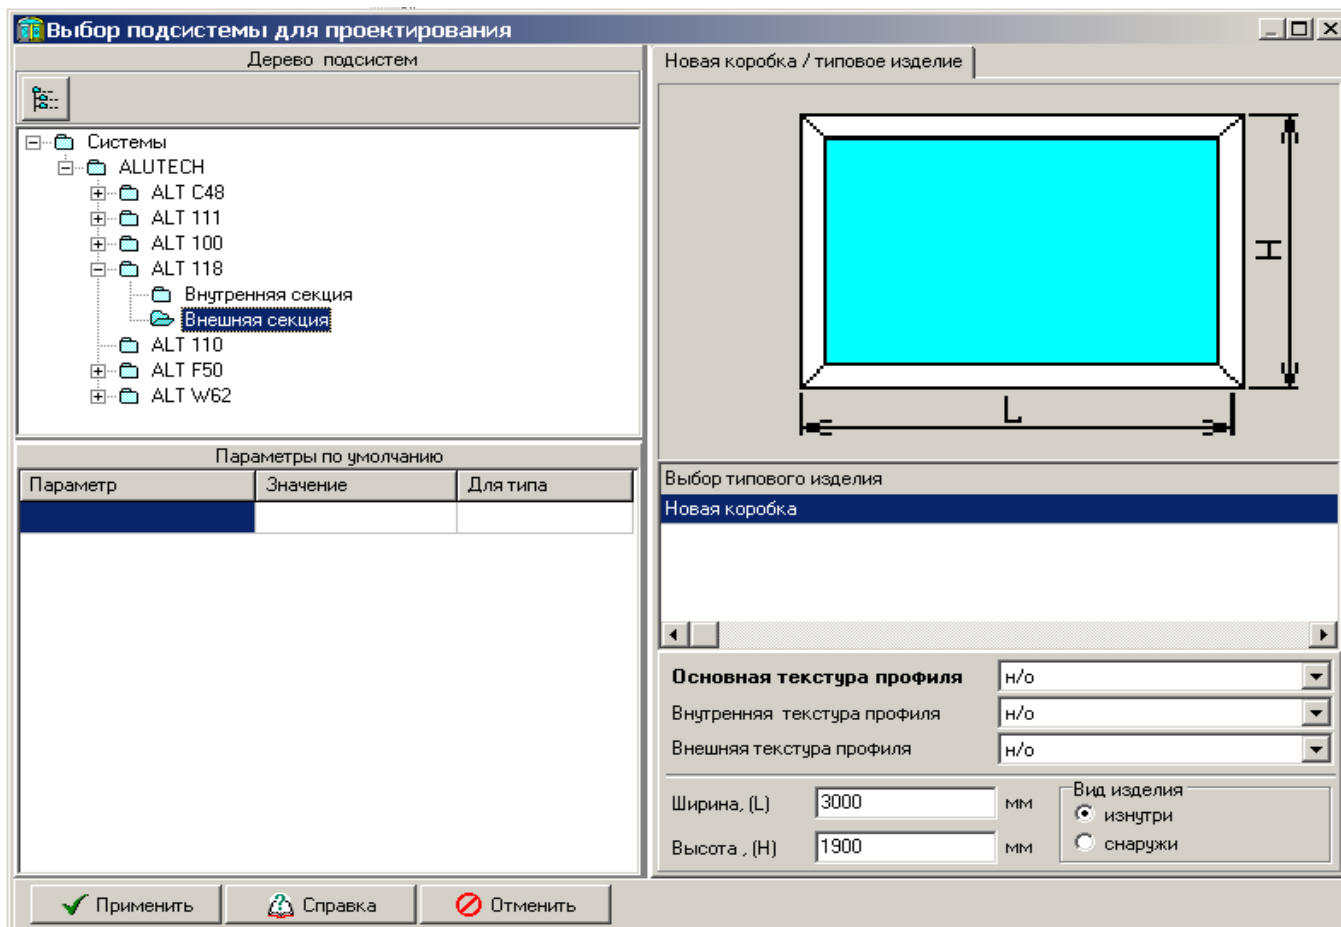 Выбор подсистемы для проектирования
Дерево подсистем
Системы
ALUTECH
ALT C48
ALT 111
ALT 100
ALT 118
Внутренняя секция
Внешняя секция
ALT 110
ALT F50
ALT W62
Параметры по умолчанию
Параметр Значение Для типа
Новая коробка / типовое изделие
H
L
Выбор типового изделия
Новая коробка
Основная текстура профиля н/о
Внутренняя текстура профиля н/о
Внешняя текстура профиля н/о
Ширина, (L) 3000 мм
Высота , (H) 1900 мм
Вид изделия
изнутри
снаружи
Применить Справка Отменить